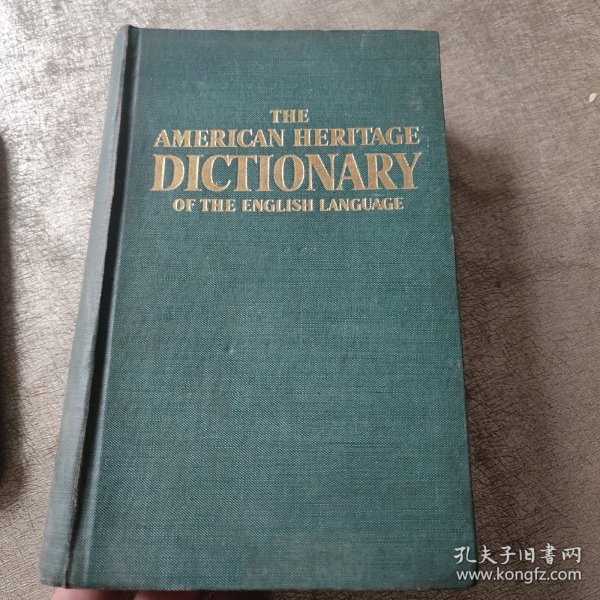 THE
AMERICAN HERITAGE
DICTIONARY
OF THE ENGLISH LANGUAGE
孔夫子旧书网
www.kongfz.com